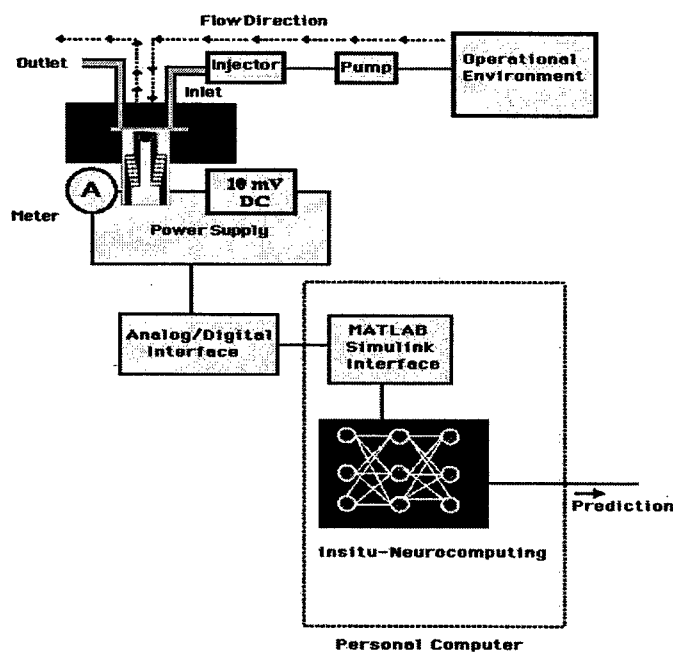 Flow Direction
Outlet
Injector
Pump
Operational
Environment
Inlet
A
10 mV
DC
Meter
Power Supply
Analog/Digital
Interface
MATLAB
Simulink
Interface
Prediction
insitu-Neurocomputing
Personal Computer